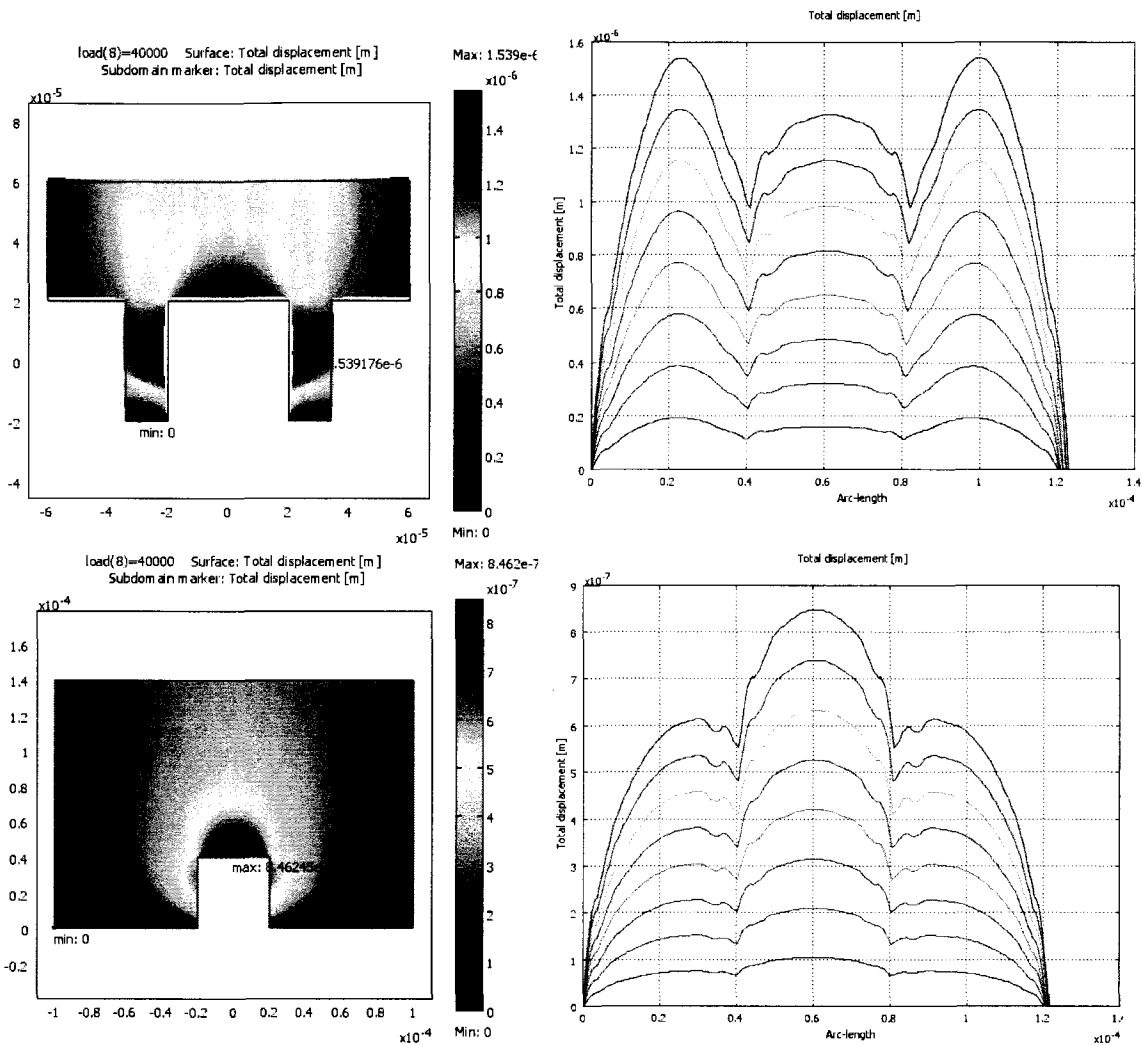 load(8)=40000 Surface: Total displacement [m]
Subdomain marker: Total displacement [m]
Max: 1.539e-6
x10^-5
x10^-6
8
6
4
2
0
-2
-4
-6 -4 -2 0 2 4 6
x10^-5
.539176e-6
min: 0
1.4
1.2
1
0.8
0.6
0.4
0.2
0
Min: 0
Total displacement [m]
x10^-6
1.6
1.4
1.2
1
0.8
0.6
0.4
0.2
0
Total displacement [m]
0 0.2 0.4 0.6 0.8 1 1.2 1.4
Arc-length
x10^-4
load(8)=40000 Surface: Total displacement [m]
Subdomain marker: Total displacement [m]
Max: 8.462e-7
x10^-4
x10^-7
1.6
1.4
1.2
1
0.8
0.6
0.4
0.2
0
-0.2
-1 -0.8 -0.6 -0.4 -0.2 0 0.2 0.4 0.6 0.8 1
x10^-4
min: 0
8
7
6
5
4
3
2
1
0
Min: 0
Total displacement [m]
x10^-7
9
8
7
6
5
4
3
2
1
0
Total displacement [m]
0 0.2 0.4 0.6 0.8 1 1.2 1.4
Arc-length
x10^-4